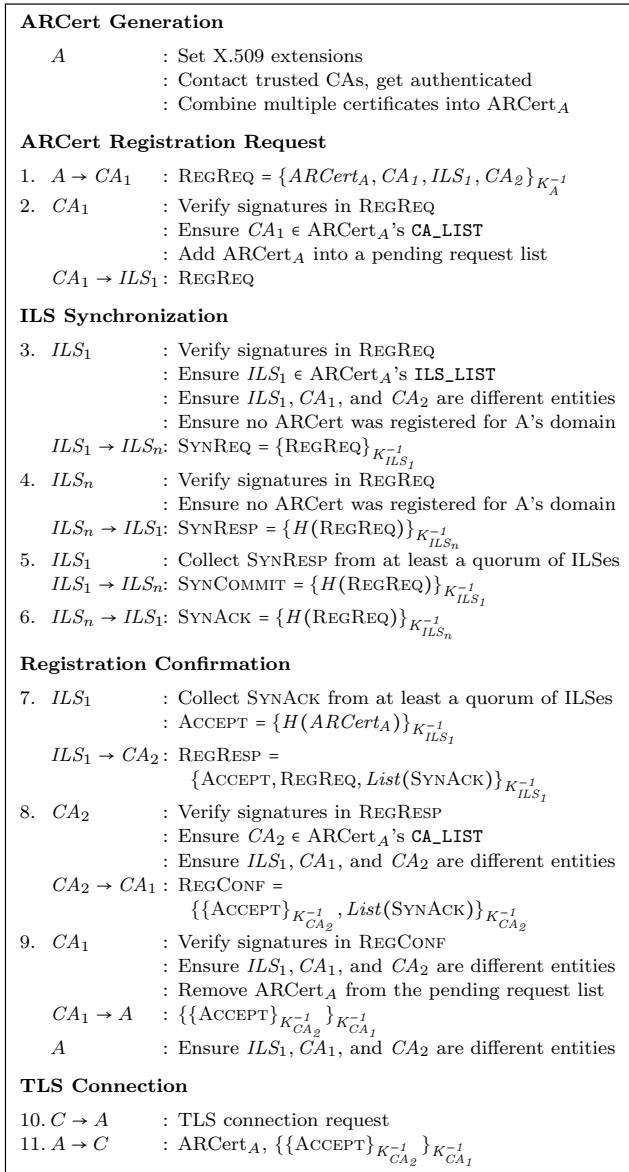 ARCert Generation
A : Set X.509 extensions
: Contact trusted CAs, get authenticated
: Combine multiple certificates into ARCert_A
ARCert Registration Request
1. A → CA_1 : REGREQ = {ARCert_A, CA_1, ILS_1, CA_2}_{K_A^{-1}}
2. CA_1 : Verify signatures in REGREQ
: Ensure CA_1 ∈ ARCert_A's CA_LIST
: Add ARCert_A into a pending request list
CA_1 → ILS_1: REGREQ
ILS Synchronization
3. ILS_1 : Verify signatures in REGREQ
: Ensure ILS_1 ∈ ARCert_A's ILS_LIST
: Ensure ILS_1, CA_1, and CA_2 are different entities
: Ensure no ARCert was registered for A's domain
ILS_1 → ILS_n: SYNREQ = {REGREQ}_{K_{ILS_1}^{-1}}
4. ILS_n : Verify signatures in REGREQ
: Ensure no ARCert was registered for A's domain
ILS_n → ILS_1: SYNRESP = {H(REGREQ)}_{K_{ILS_n}^{-1}}
5. ILS_1 : Collect SYNRESP from at least a quorum of ILSes
ILS_1 → ILS_n: SYNCOMMIT = {H(REGREQ)}_{K_{ILS_1}^{-1}}
6. ILS_n → ILS_1: SYNACK = {H(REGREQ)}_{K_{ILS_n}^{-1}}
Registration Confirmation
7. ILS_1 : Collect SYNACK from at least a quorum of ILSes
: ACCEPT = {H(ARCert_A)}_{K_{ILS_1}^{-1}}
ILS_1 → CA_2: REGRESP =
{ACCEPT, REGREQ, List(SYNACK)}_{K_{ILS_1}^{-1}}
8. CA_2 : Verify signatures in REGRESP
: Ensure CA_2 ∈ ARCert_A's CA_LIST
: Ensure ILS_1, CA_1, and CA_2 are different entities
CA_2 → CA_1: REGCONF =
{{ACCEPT}_{K_{CA_2}^{-1}}, List(SYNACK)}_{K_{CA_2}^{-1}}
9. CA_1 : Verify signatures in REGCONF
: Ensure ILS_1, CA_1, and CA_2 are different entities
: Remove ARCert_A from the pending request list
CA_1 → A : {{ACCEPT}_{K_{CA_2}^{-1}}}_{K_{CA_1}^{-1}}
A : Ensure ILS_1, CA_1, and CA_2 are different entities
TLS Connection
10. C → A : TLS connection request
11. A → C : ARCert_A, {{ACCEPT}_{K_{CA_2}^{-1}}}_{K_{CA_1}^{-1}}